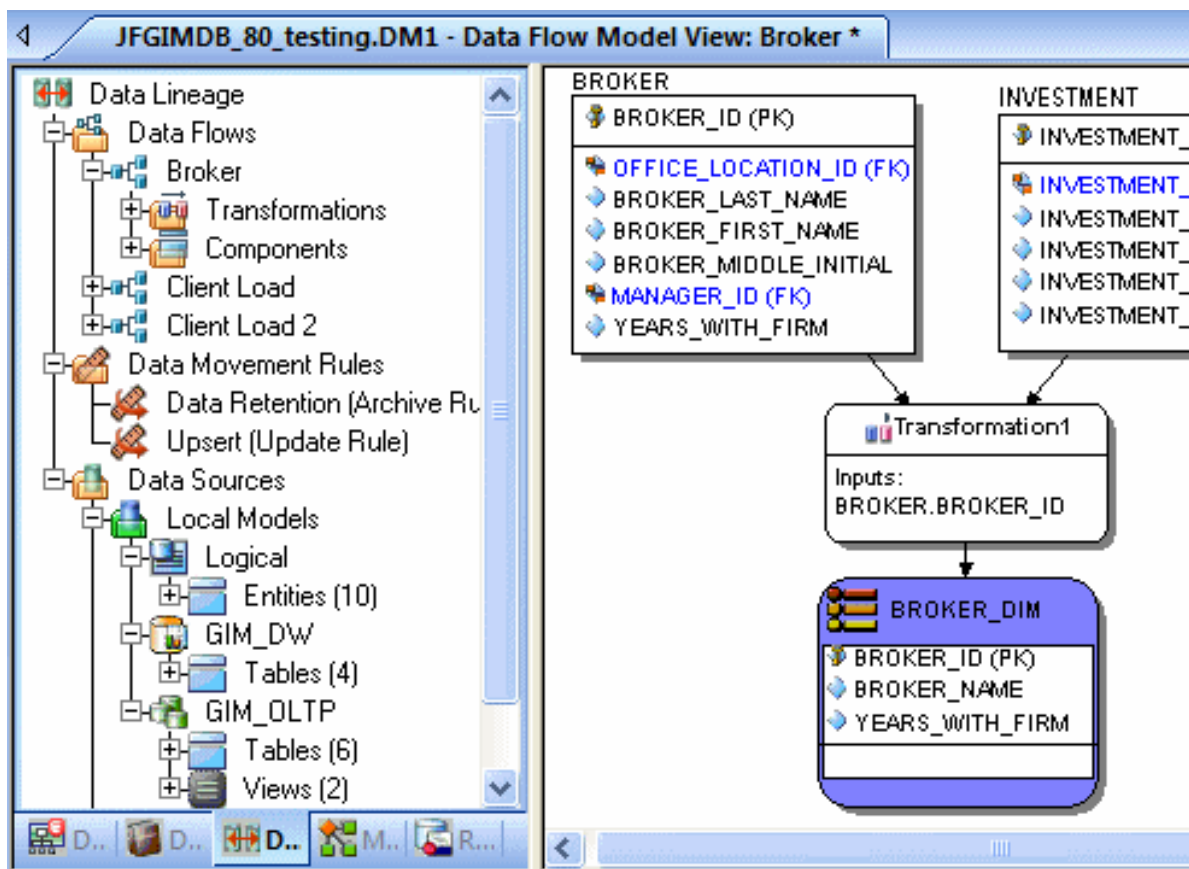 JFGIMDB_80_testing.DM1 - Data Flow Model View: Broker *
Data Lineage
Data Flows
Broker
Transformations
Components
Client Load
Client Load 2
Data Movement Rules
Data Retention (Archive Ru
Upsert (Update Rule)
Data Sources
Local Models
Logical
Entities (10)
GIM_DW
Tables (4)
GIM_OLTP
Tables (6)
Views (2)
D..
D..
D..
M..
R...
BROKER
BROKER_ID (PK)
OFFICE_LOCATION_ID (FK)
BROKER_LAST_NAME
BROKER_FIRST_NAME
BROKER_MIDDLE_INITIAL
MANAGER_ID (FK)
YEARS_WITH_FIRM
INVESTMENT
INVESTMENT_
INVESTMENT_
INVESTMENT_
INVESTMENT_
INVESTMENT_
INVESTMENT_
Transformation1
Inputs:
BROKER.BROKER_ID
BROKER_DIM
BROKER_ID (PK)
BROKER_NAME
YEARS_WITH_FIRM